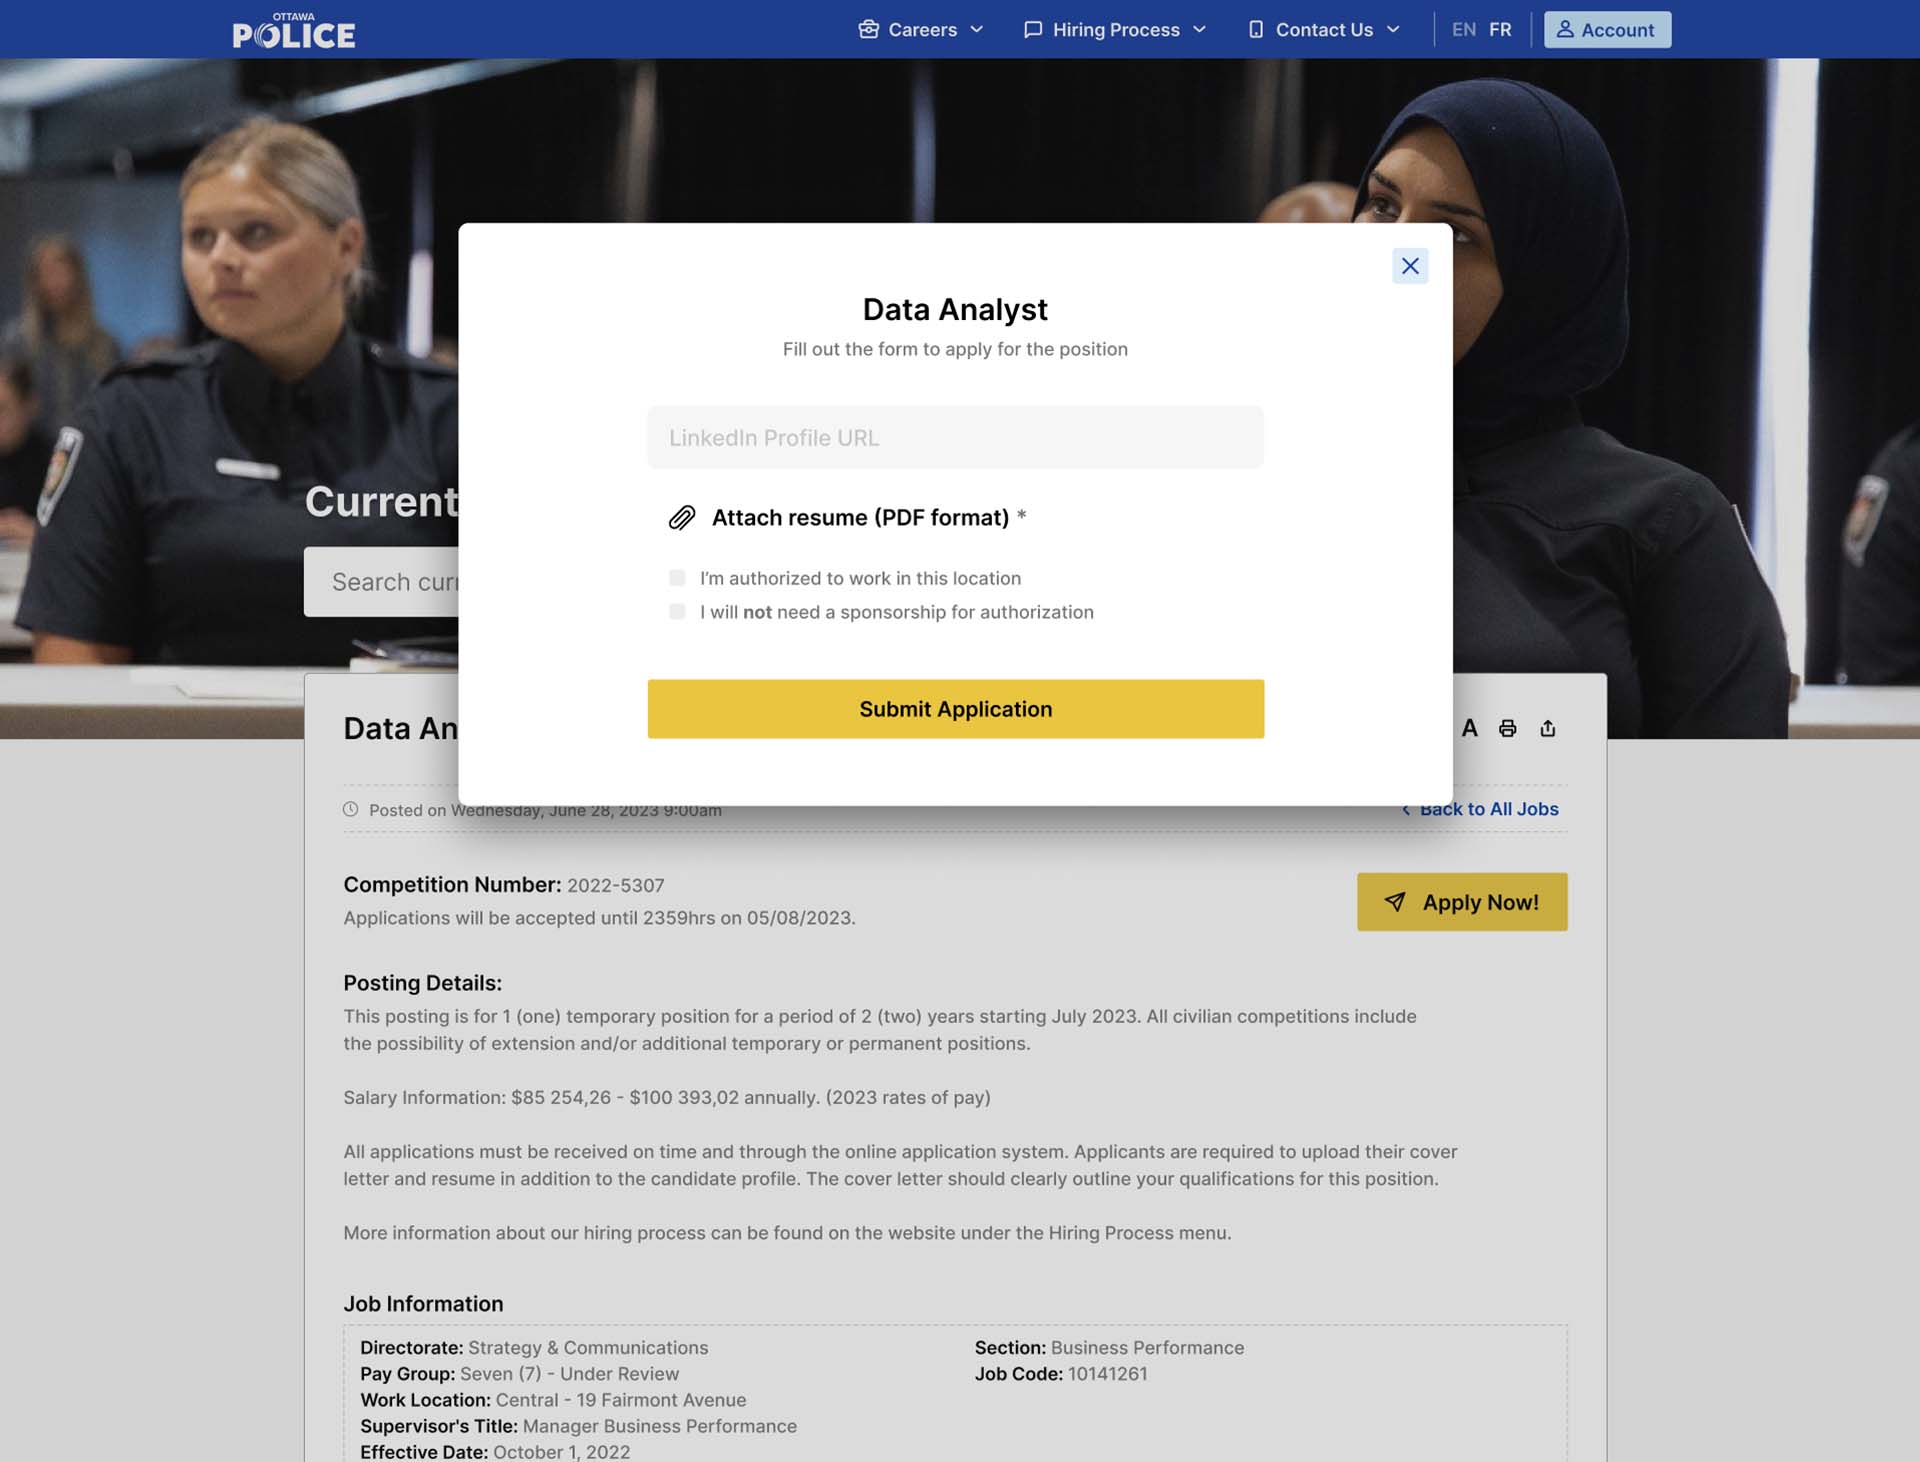 OTTAWA
POLICE
Careers
Hiring Process
Contact Us
EN FR
Account
Current
Search curr
Data Analyst
Fill out the form to apply for the position
LinkedIn Profile URL
Attach resume (PDF format) *
I'm authorized to work in this location
I will not need a sponsorship for authorization
Submit Application
Data An
A
Posted on Wednesday, June 28, 2023 9:00am
Back to All Jobs
Competition Number: 2022-5307
Applications will be accepted until 2359hrs on 05/08/2023.
Apply Now!
Posting Details:
This posting is for 1 (one) temporary position for a period of 2 (two) years starting July 2023. All civilian competitions include
the possibility of extension and/or additional temporary or permanent positions.
Salary Information: $85 254,26 - $100 393,02 annually. (2023 rates of pay)
All applications must be received on time and through the online application system. Applicants are required to upload their cover
letter and resume in addition to the candidate profile. The cover letter should clearly outline your qualifications for this position.
More information about our hiring process can be found on the website under the Hiring Process menu.
Job Information
Directorate: Strategy & Communications
Pay Group: Seven (7) - Under Review
Work Location: Central - 19 Fairmont Avenue
Supervisor's Title: Manager Business Performance
Effective Date: October 1, 2022
Section: Business Performance
Job Code: 10141261